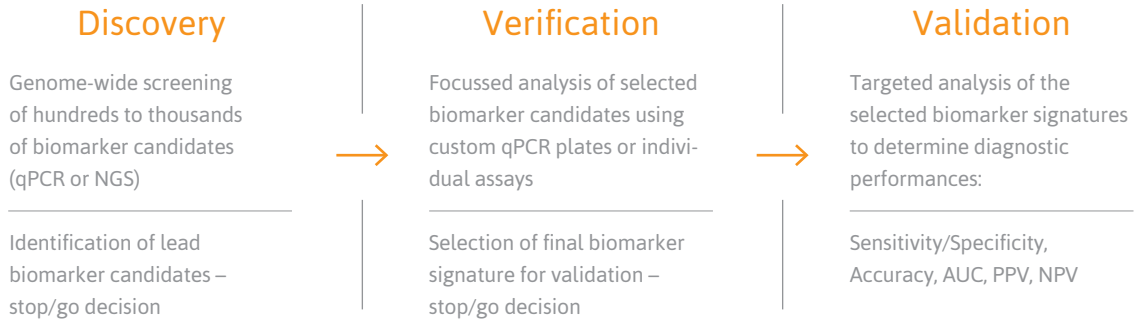 Discovery
Genome-wide screening
of hundreds to thousands
of biomarker candidates
(qPCR or NGS)
Identification of lead
biomarker candidates –
stop/go decision
Verification
Focussed analysis of selected
biomarker candidates using
custom qPCR plates or indivi-
dual assays
Selection of final biomarker
signature for validation –
stop/go decision
Validation
Targeted analysis of the
selected biomarker signatures
to determine diagnostic
performances:
Sensitivity/Specificity,
Accuracy, AUC, PPV, NPV